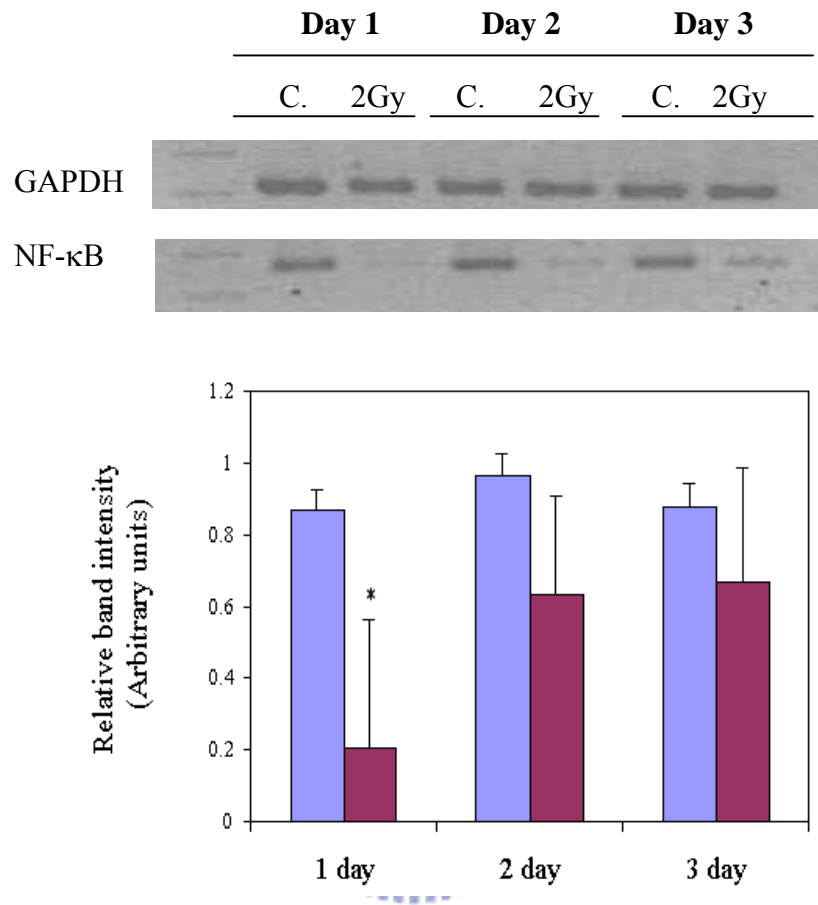 Day 1 Day 2 Day 3
C. 2Gy C. 2Gy C. 2Gy
GAPDH
NF-κB
Relative band intensity
(Arbitrary units)
1.2
1
0.8
0.6
0.4
0.2
0
*
1 day 2 day 3 day